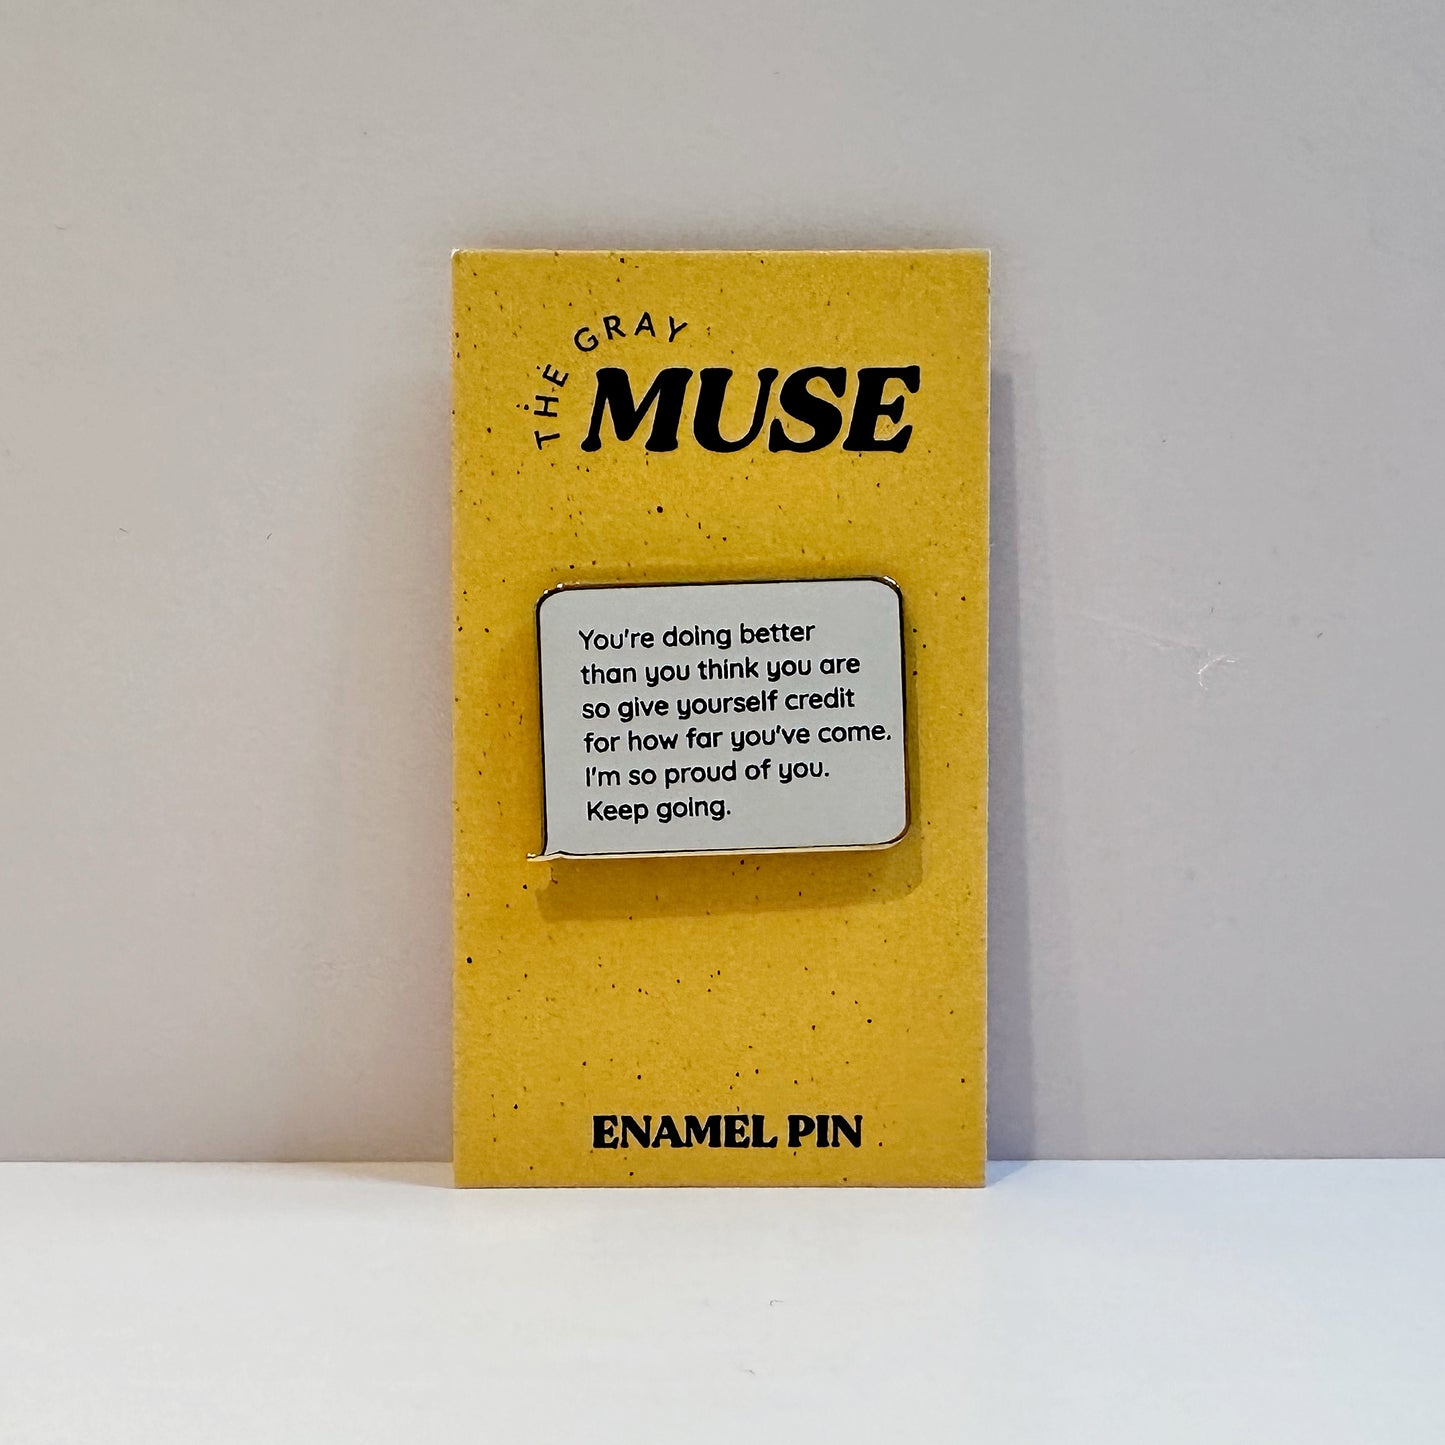 THE GRAY
MUSE
You're doing better
than you think you are
so give yourself credit
for how far you've come.
I'm so proud of you.
Keep going.
ENAMEL PIN